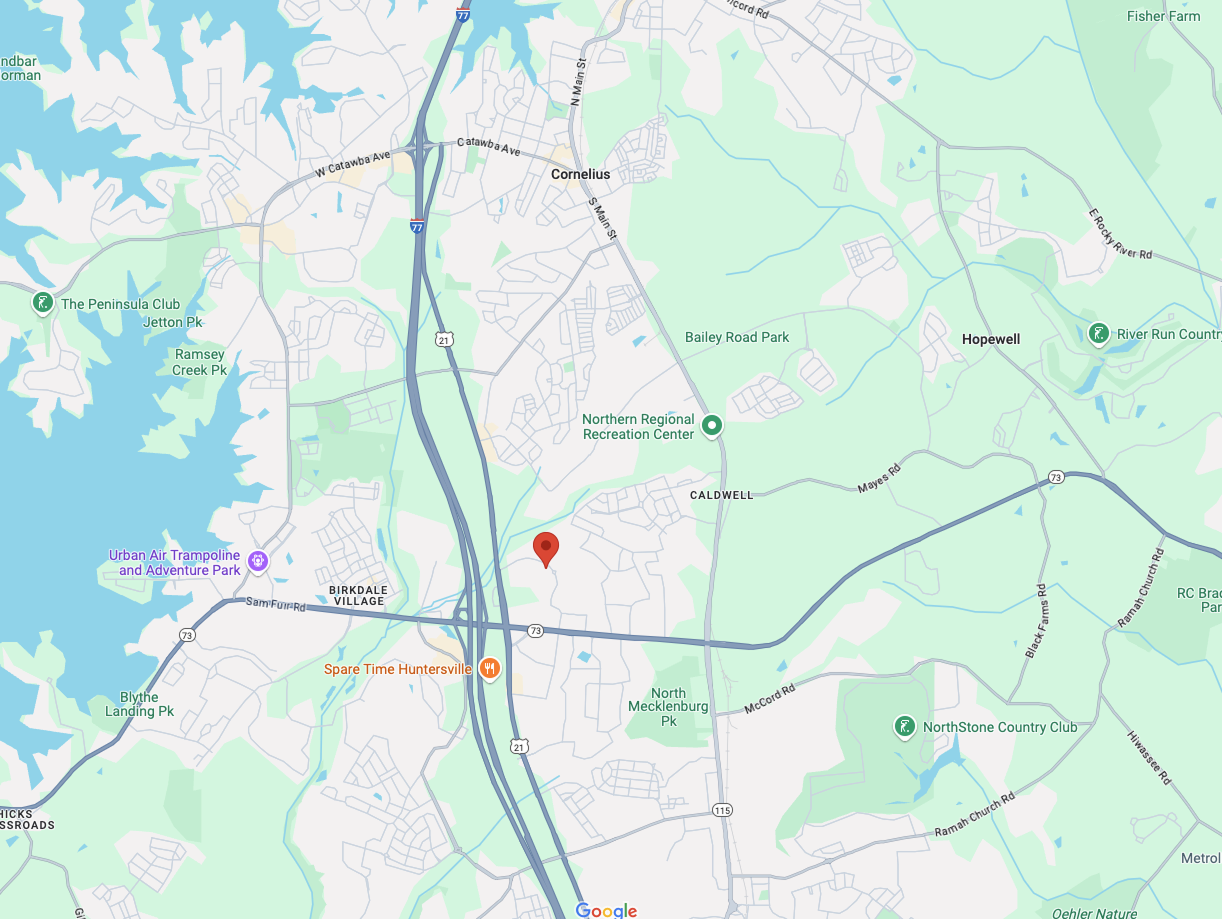 77
ncord Rd
Fisher Farm
ndbar
orman
N Main St
W Catawba Ave
Catawba Ave
Cornelius
S Main St
77
E Rocky River Rd
The Peninsula Club
Jetton Pk
21
Bailey Road Park
Hopewell
River Run Country
Ramsey
Creek Pk
Northern Regional
Recreation Center
Mayes Rd
73
CALDWELL
Urban Air Trampoline
and Adventure Park
BIRKDALE
VILLAGE
Sam Furr Rd
73
73
Black Farms Rd
Ramah Church Rd
RC Brad
Par
Spare Time Huntersville
North
Mecklenburg
Pk
McCord Rd
Blythe
Landing Pk
NorthStone Country Club
21
Hiwassee Rd
115
HICKS
SSROADS
Ramah Church Rd
Metrol
Google
Oehler Nature